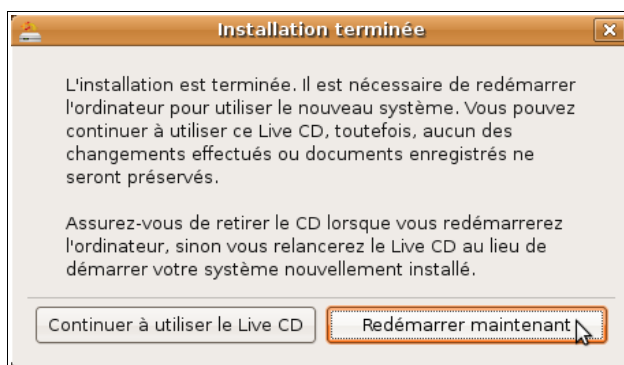 Installation terminée
L'installation est terminée. Il est nécessaire de redémarrer
l'ordinateur pour utiliser le nouveau système. Vous pouvez
continuer à utiliser ce Live CD, toutefois, aucun des
changements effectués ou documents enregistrés ne
seront préservés.
Assurez-vous de retirer le CD lorsque vous redémarrerez
l'ordinateur, sinon vous relancerez le Live CD au lieu de
démarrer votre système nouvellement installé.
Continuer à utiliser le Live CD
Redémarrer maintenant